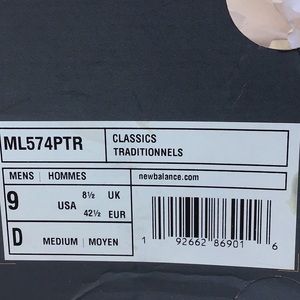 ML574PTR
CLASSICS
TRADITIONNELS
MENS | HOMMES
newbalance.com
9 USA
8½ UK
42½ EUR
D MEDIUM | MOYEN
1 92662 86901 6